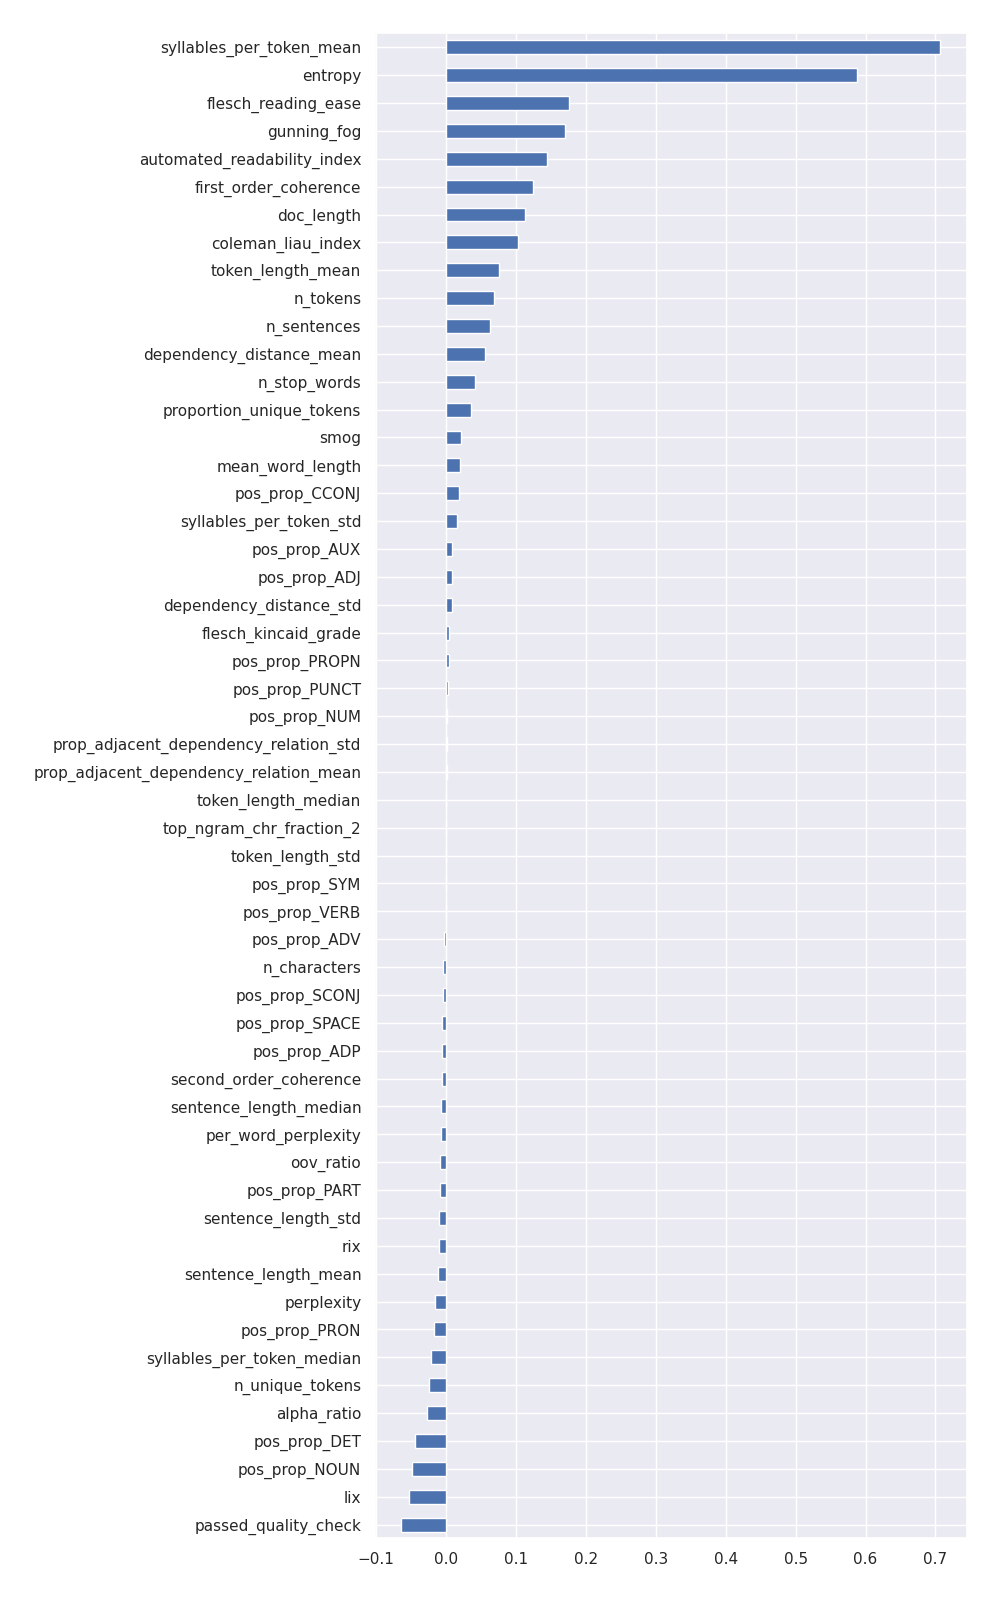 syllables_per_token_mean
entropy
flesch_reading_ease
gunning_fog
automated_readability_index
first_order_coherence
doc_length
coleman_liau_index
token_length_mean
n_tokens
n_sentences
dependency_distance_mean
n_stop_words
proportion_unique_tokens
smog
mean_word_length
pos_prop_CCONJ
syllables_per_token_std
pos_prop_AUX
pos_prop_ADJ
dependency_distance_std
flesch_kincaid_grade
pos_prop_PROPN
pos_prop_PUNCT
pos_prop_NUM
prop_adjacent_dependency_relation_std
prop_adjacent_dependency_relation_mean
token_length_median
top_ngram_chr_fraction_2
token_length_std
pos_prop_SYM
pos_prop_VERB
pos_prop_ADV
n_characters
pos_prop_SCONJ
pos_prop_SPACE
pos_prop_ADP
second_order_coherence
sentence_length_median
per_word_perplexity
oov_ratio
pos_prop_PART
sentence_length_std
rix
sentence_length_mean
perplexity
pos_prop_PRON
syllables_per_token_median
n_unique_tokens
alpha_ratio
pos_prop_DET
pos_prop_NOUN
lix
passed_quality_check
−0.1 0.0 0.1 0.2 0.3 0.4 0.5 0.6 0.7